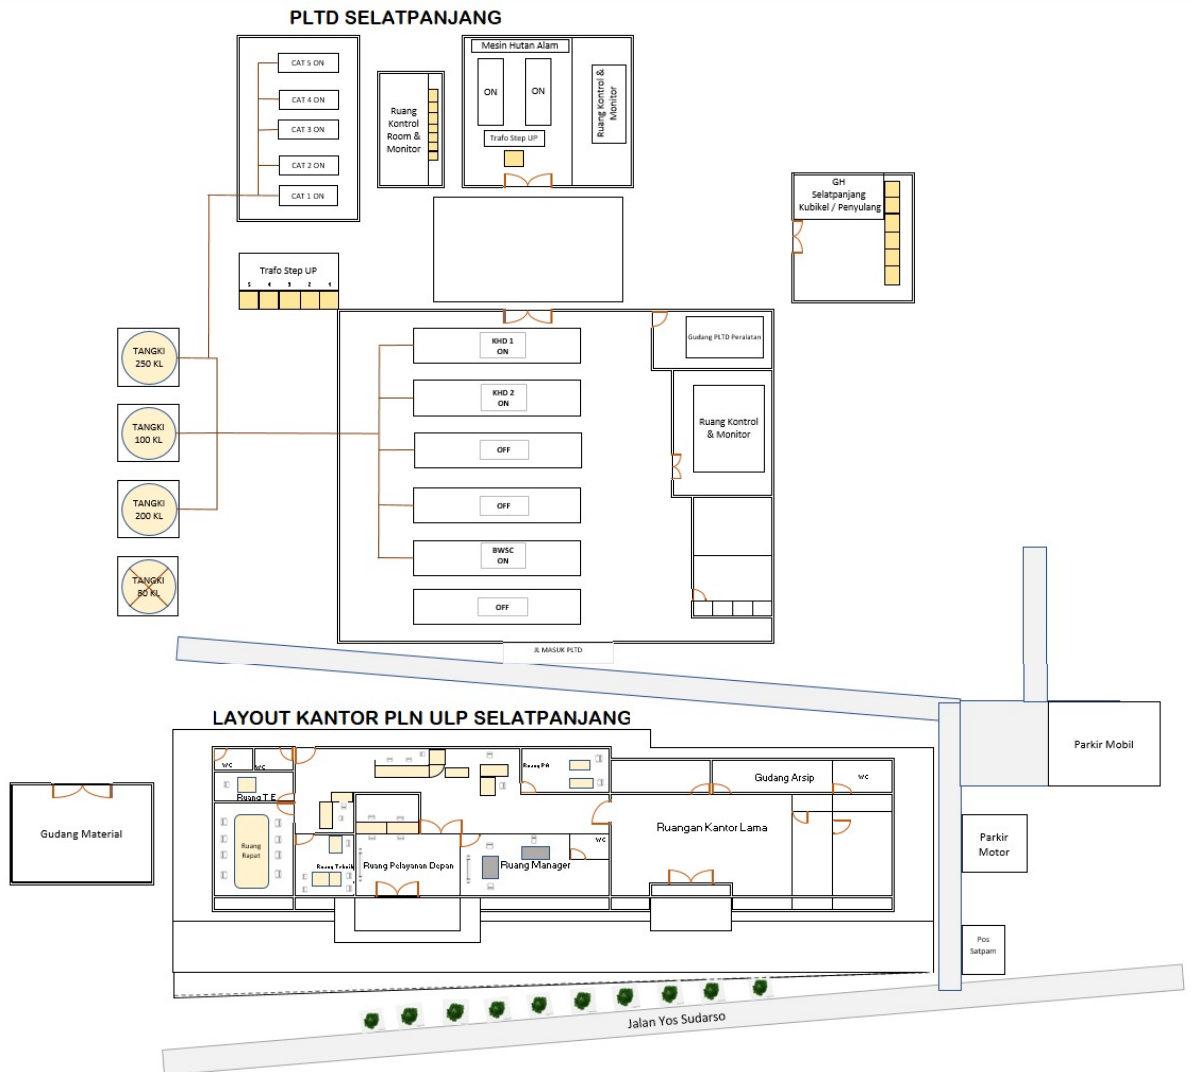 PLTD SELATPANJANG
CAT 5 ON
CAT 4 ON
CAT 3 ON
CAT 2 ON
CAT 1 ON
Ruang
Kontrol
Room &
Monitor
Mesin Hutan Alam
ON
ON
Trafo Step UP
Ruang Kontrol &
Monitor
GH
Selatpanjang
Kubikel / Penyulang
Trafo Step UP
5 4 3 2 1
TANGKI
250 KL
TANGKI
100 KL
TANGKI
200 KL
TANGKI
80 KL
KHD 1
ON
KHD 2
ON
OFF
OFF
BWSC
ON
OFF
Gudang PLTD Peralatan
Ruang Kontrol
& Monitor
JL MASUK PLTD
LAYOUT KANTOR PLN ULP SELATPANJANG
Parkir Mobil
Parkir
Motor
Pos
Satpam
Gudang Material
WC
WC
Ruang T E
Ruang
Rapat
Ruang Teknik
Ruang Pelayanan Depan
Ruang Manager
WC
Ruang PA
Gudang Arsip
WC
Ruangan Kantor Lama
Jalan Yos Sudarso